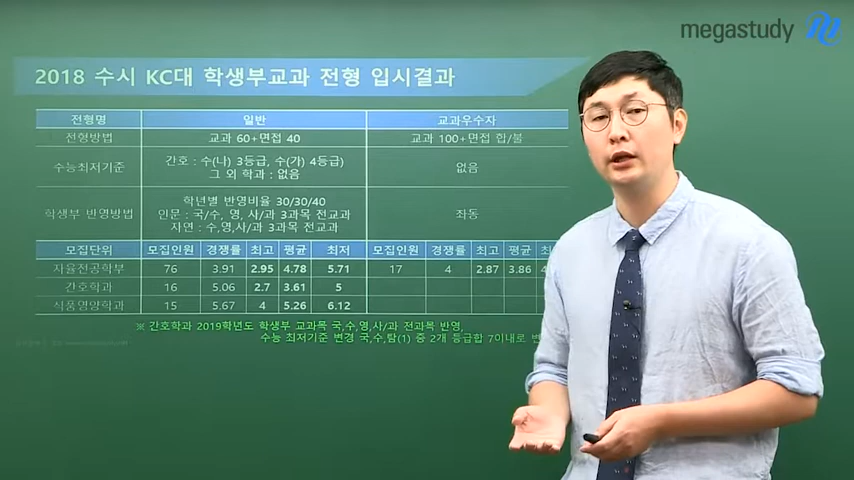 megastudy
2018 수시 KC대 학생부교과 전형 입시결과
전형명 일반 교과우수자
전형방법 교과 60+면접 40 교과 100+면접 합/불
수능최저기준 간호 : 수(나) 3등급, 수(가) 4등급)
그 외 학과 : 없음 없음
학생부 반영방법 학년별 반영비율 30/30/40
인문 : 국/수, 영, 사/과 3과목 전교과
자연 : 수,영,사/과 3과목 전교과 좌동
모집단위 모집인원 경쟁률 최고 평균 최저 모집인원 경쟁률 최고 평균
자율전공학부 76 3.91 2.95 4.78 5.71 17 4 2.87 3.86
간호학과 16 5.06 2.7 3.61 5
식품영양학과 15 5.67 4 5.26 6.12
※ 간호학과 2019학년도 학생부 교과목 국,수,영,사/과 전과목 반영,
수능 최저기준 변경 국,수,탐(1) 중 2개 등급합 7이내로